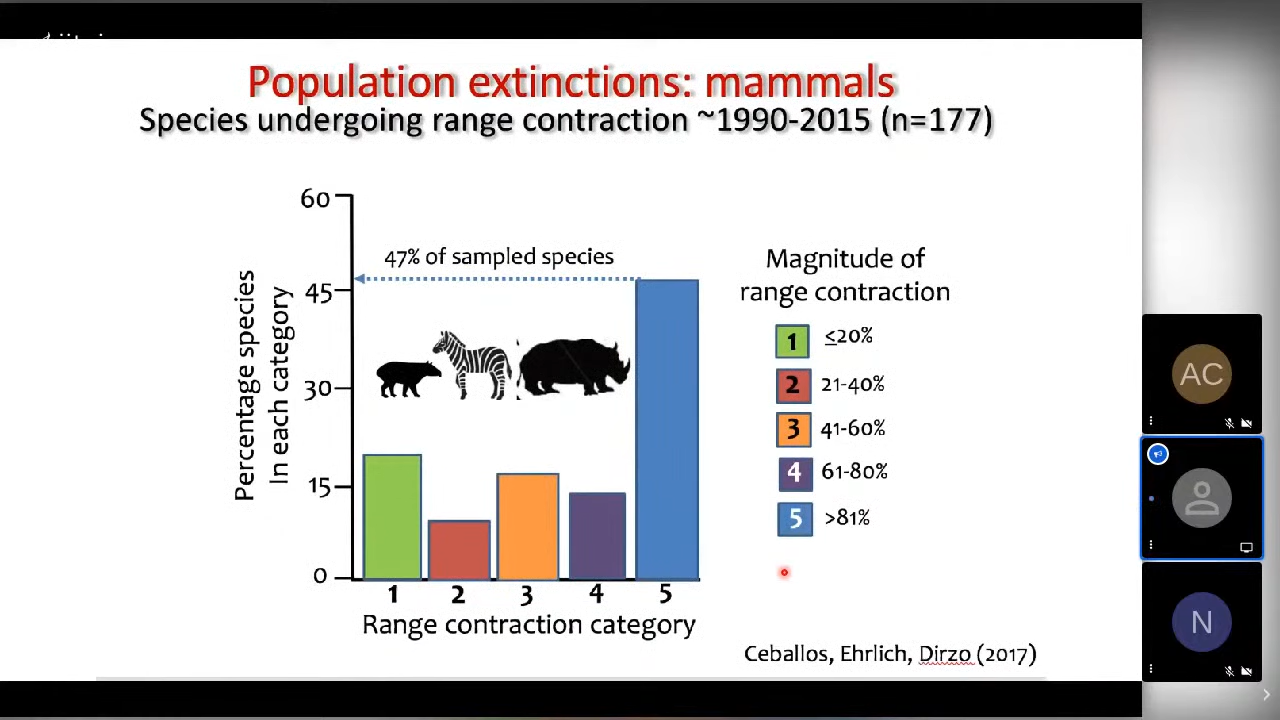 Population extinctions: mammals
Species undergoing range contraction ~1990-2015 (n=177)
60
45
30
15
0
Percentage species
In each category
47% of sampled species
1 2 3 4 5
Range contraction category
Magnitude of
range contraction
1 ≤20%
2 21-40%
3 41-60%
4 61-80%
5 >81%
Ceballos, Ehrlich, Dirzo (2017)
AC
N